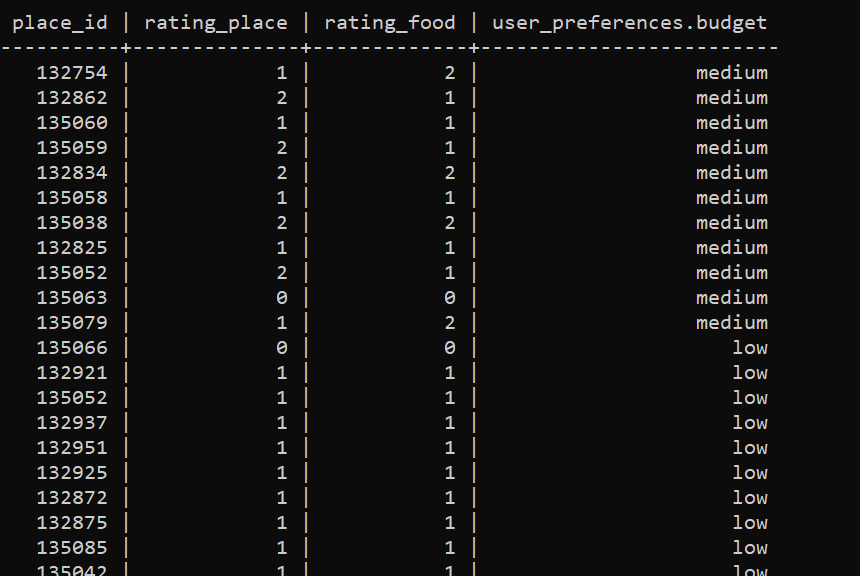 place_id | rating_place | rating_food | user_preferences.budget
----------+--------------+-------------+-------------------------
132754 | 1 | 2 | medium
132862 | 2 | 1 | medium
135060 | 1 | 1 | medium
135059 | 2 | 1 | medium
132834 | 2 | 2 | medium
135058 | 1 | 1 | medium
135038 | 2 | 2 | medium
132825 | 1 | 1 | medium
135052 | 2 | 1 | medium
135063 | 0 | 0 | medium
135079 | 1 | 2 | medium
135066 | 0 | 0 | low
132921 | 1 | 1 | low
135052 | 1 | 1 | low
132937 | 1 | 1 | low
132951 | 1 | 1 | low
132925 | 1 | 1 | low
132872 | 1 | 1 | low
132875 | 1 | 1 | low
135085 | 1 | 1 | low
135042 | 1 | 1 | low